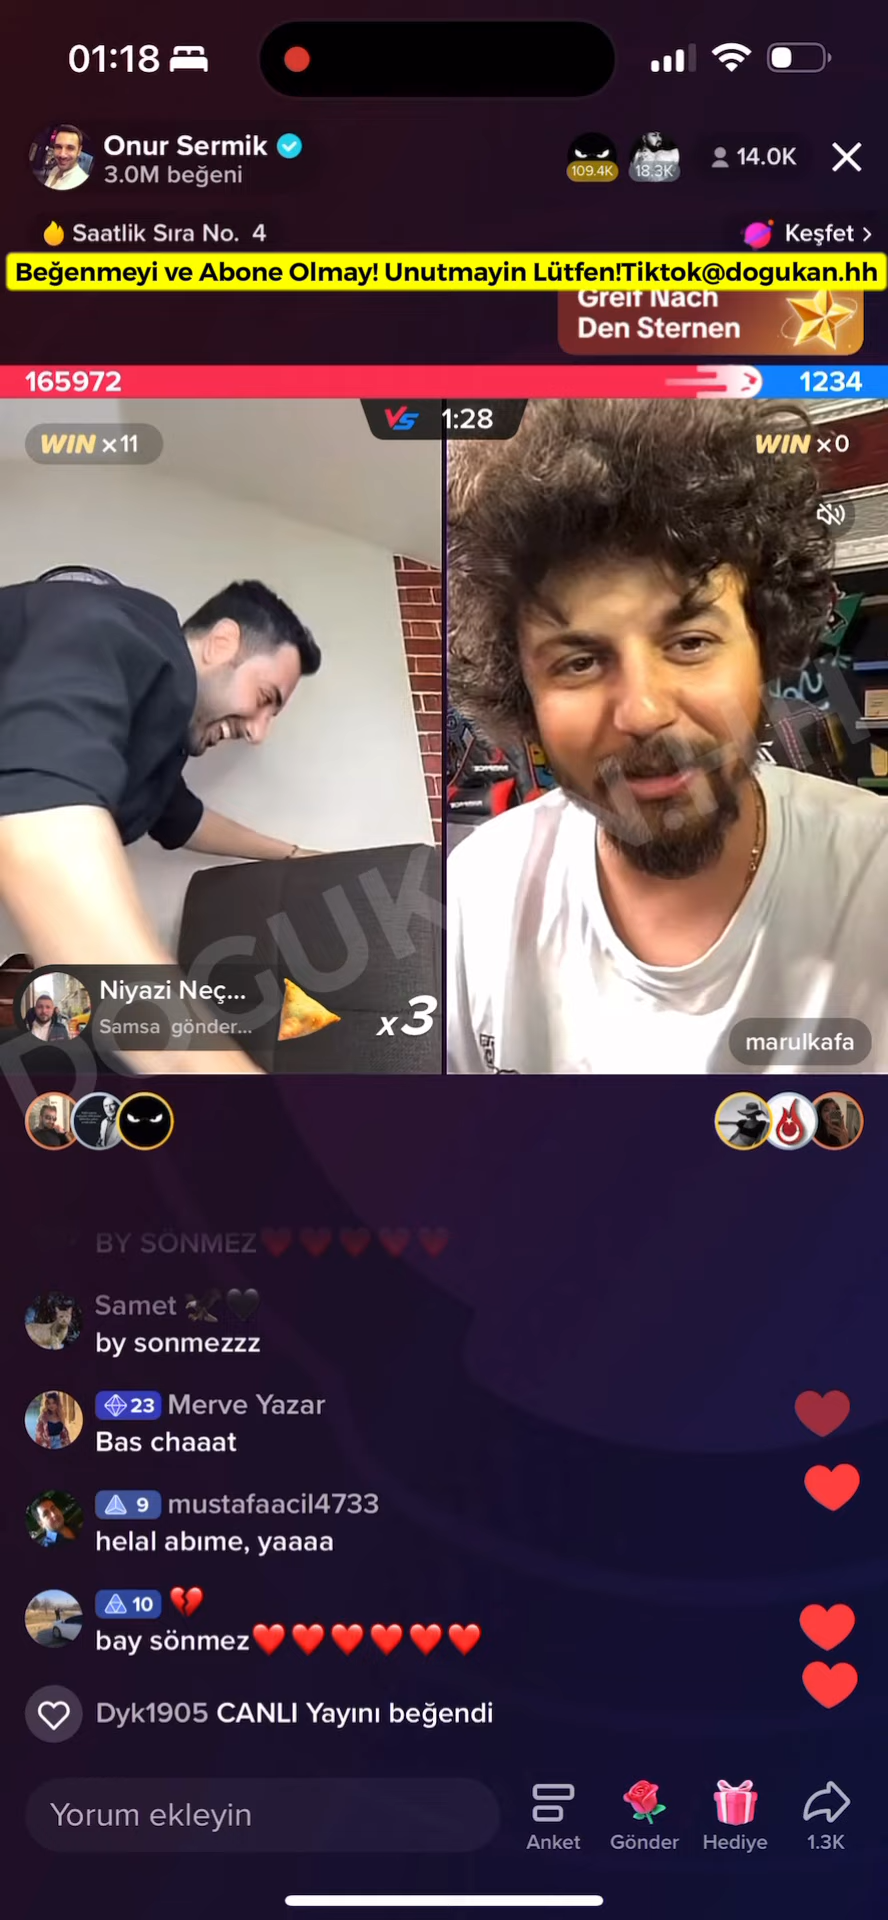 01:18
Onur Sermik
3.0M beğeni
109.4K
18.3K
14.0K
Saatlik Sıra No. 4
Keşfet >
Beğenmeyi ve Abone Olmay! Unutmayin Lütfen!Tiktok@dogukan.hh
Greif Nach
Den Sternen
165972
1234
VS 1:28
WIN x11
WIN x0
Niyazi Neç...
Samsa gönder...
x3
marulkafa
BY SÖNMEZ❤️❤️❤️❤️❤️
Samet 🦅🖤
by sonmezzz
23 Merve Yazar
Bas chaaat
9 mustafaacil4733
helal abıme, yaaaa
10 💔
bay sönmez❤️❤️❤️❤️❤️❤️
Dyk1905 CANLI Yayını beğendi
Yorum ekleyin
Anket
Gönder
Hediye
1.3K